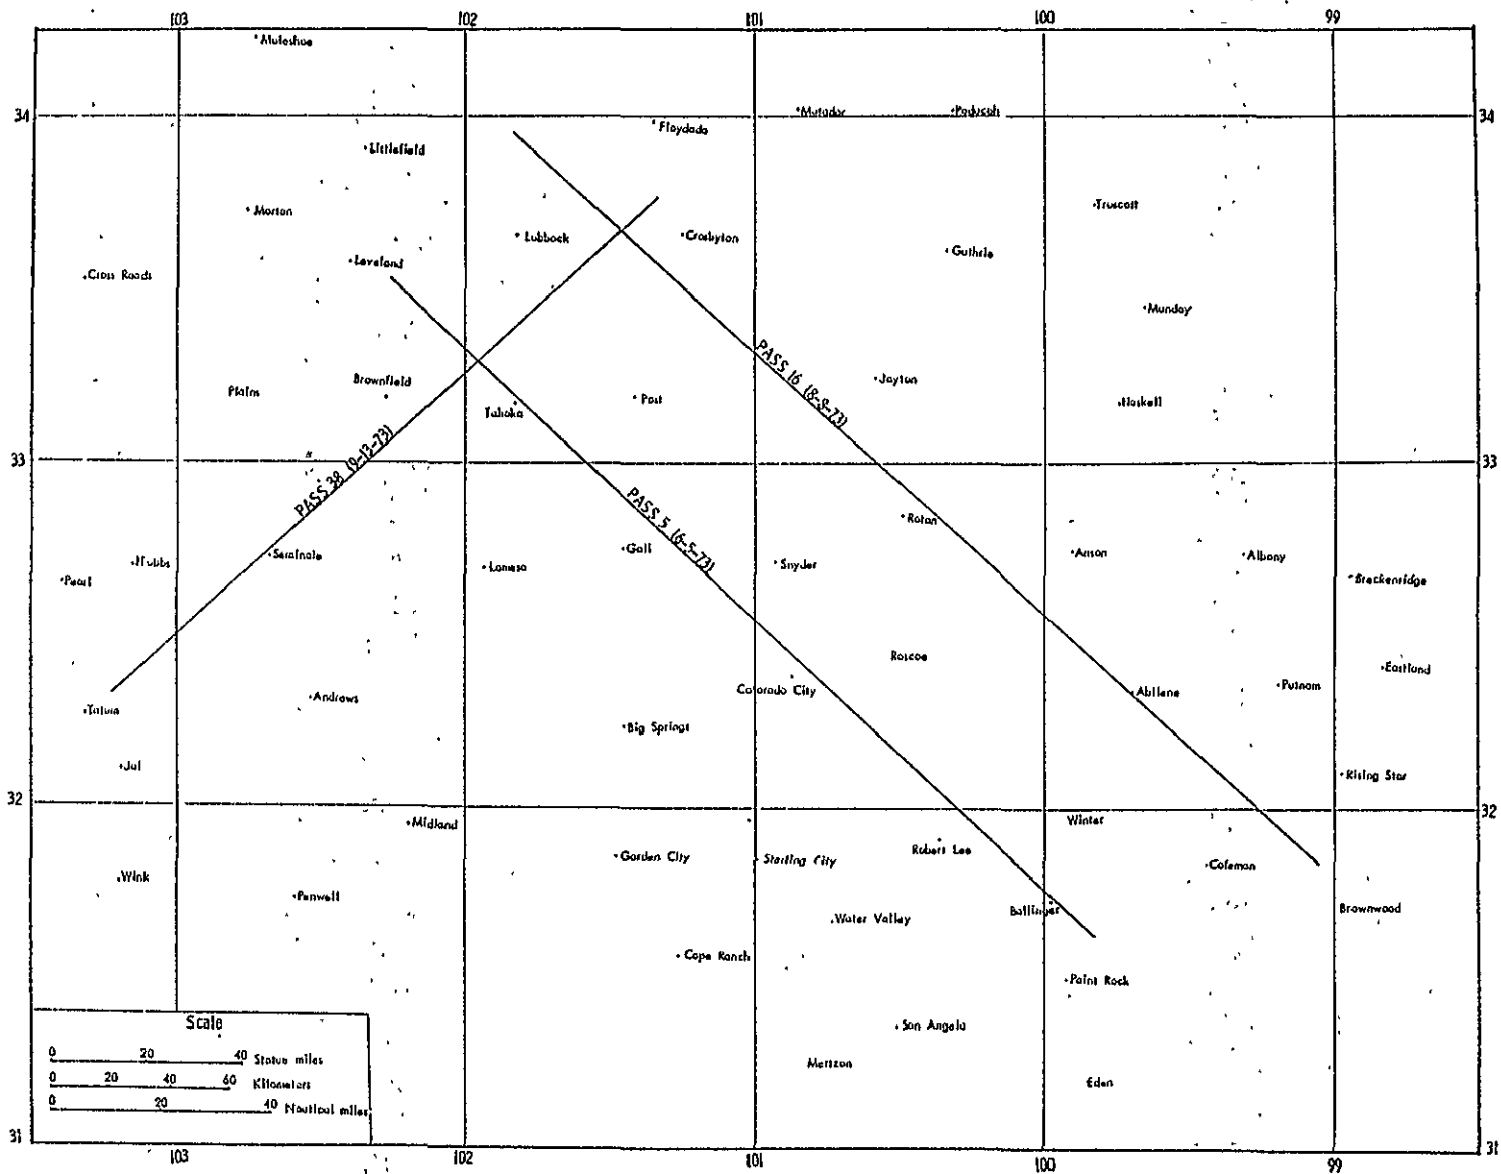 103 102 101 100 99
Muleshoe
34 34
Matador
Paducah
Floydada
Littlefield
Morton
Truscott
Lubbock
Crosbyton
Guthrie
Leveland
Cross Roads
Munday
PASS 16 (8-8-73)
Jayton
Brownfield
Plains
Post
Haskell
Tahoka
PASS 38 (9-13-73)
33 33
PASS 5 (6-5-73)
Rotan
Gail
Seminole
Anson
Albany
Hobbs
Lamesa
Snyder
Pearl
Breckenridge
Roscoe
Eastland
Putnam
Colorado City
Abilene
Andrews
Tatum
Big Springs
Jal
Rising Star
32 32
Midland
Winter
Robert Lee
Garden City
Starling City
Coleman
Wink
Penwell
Ballinger
Brownwood
Water Valley
Cope Ranch
Paint Rock
Scale
San Angelo
0 20 40 Statue miles
Mertzon
0 20 40 60 Kilometers
Eden
0 20 40 Nautical miles
31 31
103 102 101 100 99